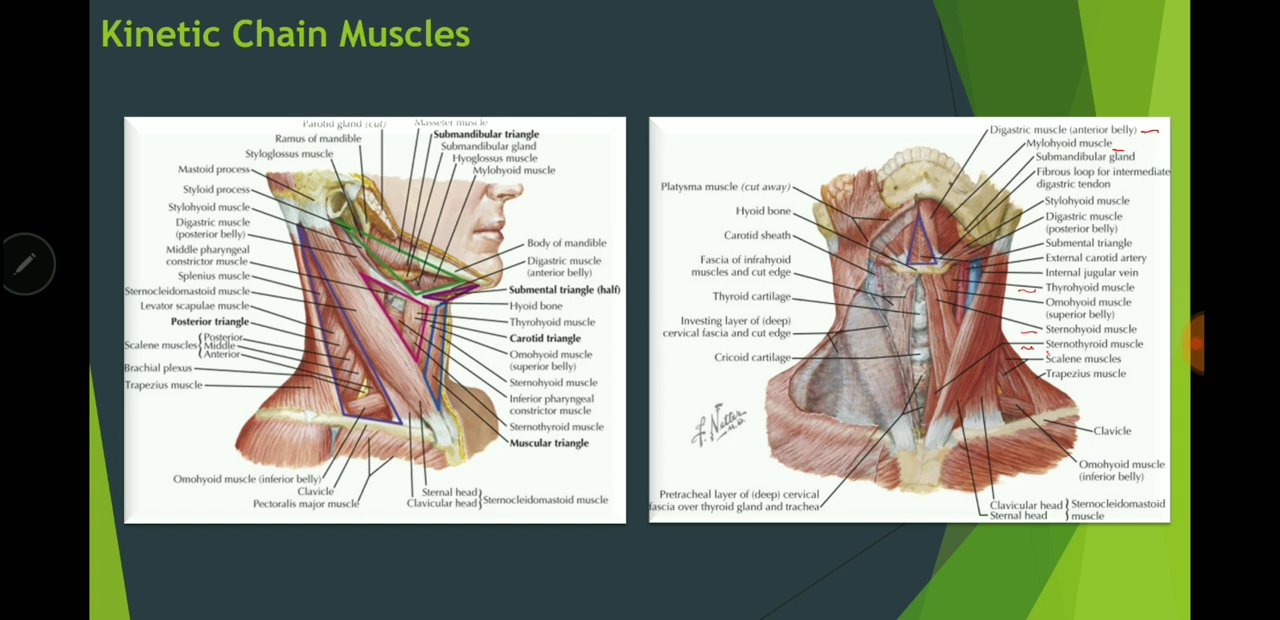 Kinetic Chain Muscles
Parotid gland (cut)
Masseter muscle
Ramus of mandible
Submandibular triangle
Submandibular gland
Styloglossus muscle
Hyoglossus muscle
Mastoid process
Mylohyoid muscle
Styloid process
Stylohyoid muscle
Digastric muscle
(posterior belly)
Middle pharyngeal
constrictor muscle
Splenius muscle
Sternocleidomastoid muscle
Levator scapulae muscle
Posterior triangle
Scalene muscles { Posterior
Middle
Anterior
Brachial plexus
Trapezius muscle
Body of mandible
Digastric muscle
(anterior belly)
Submental triangle (half)
Hyoid bone
Thyrohyoid muscle
Carotid triangle
Omohyoid muscle
(superior belly)
Sternohyoid muscle
Inferior pharyngeal
constrictor muscle
Sternothyroid muscle
Muscular triangle
Omohyoid muscle (inferior belly)
Clavicle
Pectoralis major muscle
Sternal head
Clavicular head } Sternocleidomastoid muscle
Platysma muscle (cut away)
Hyoid bone
Carotid sheath
Fascia of infrahyoid
muscles and cut edge
Thyroid cartilage
Investing layer of (deep)
cervical fascia and cut edge
Cricoid cartilage
F. Netter
M.D.
Pretracheal layer of (deep) cervical
fascia over thyroid gland and trachea
Digastric muscle (anterior belly)
Mylohyoid muscle
Submandibular gland
Fibrous loop for intermediate
digastric tendon
Stylohyoid muscle
Digastric muscle
(posterior belly)
Submental triangle
External carotid artery
Internal jugular vein
Thyrohyoid muscle
Omohyoid muscle
(superior belly)
Sternohyoid muscle
Sternothyroid muscle
Scalene muscles
Trapezius muscle
Clavicle
Omohyoid muscle
(inferior belly)
Clavicular head } Sternocleidomastoid
Sternal head } muscle